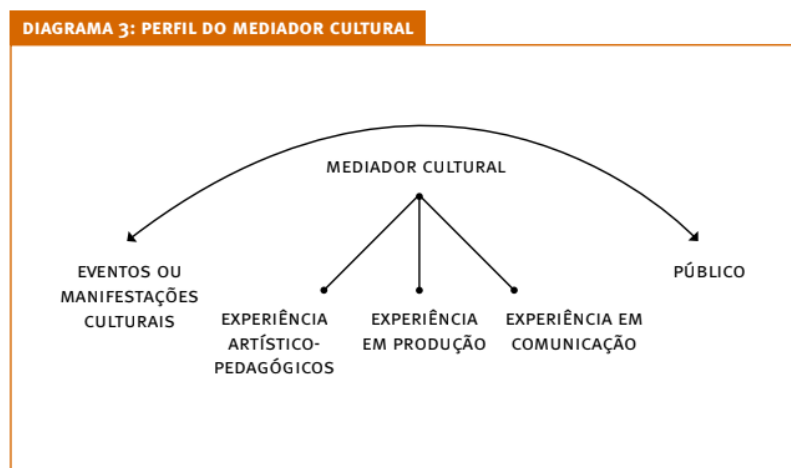 DIAGRAMA 3: PERFIL DO MEDIADOR CULTURAL
MEDIADOR CULTURAL
EVENTOS OU
MANIFESTAÇÕES
CULTURAIS
PÚBLICO
EXPERIÊNCIA
ARTÍSTICO-
PEDAGÓGICOS
EXPERIÊNCIA
EM PRODUÇÃO
EXPERIÊNCIA EM
COMUNICAÇÃO